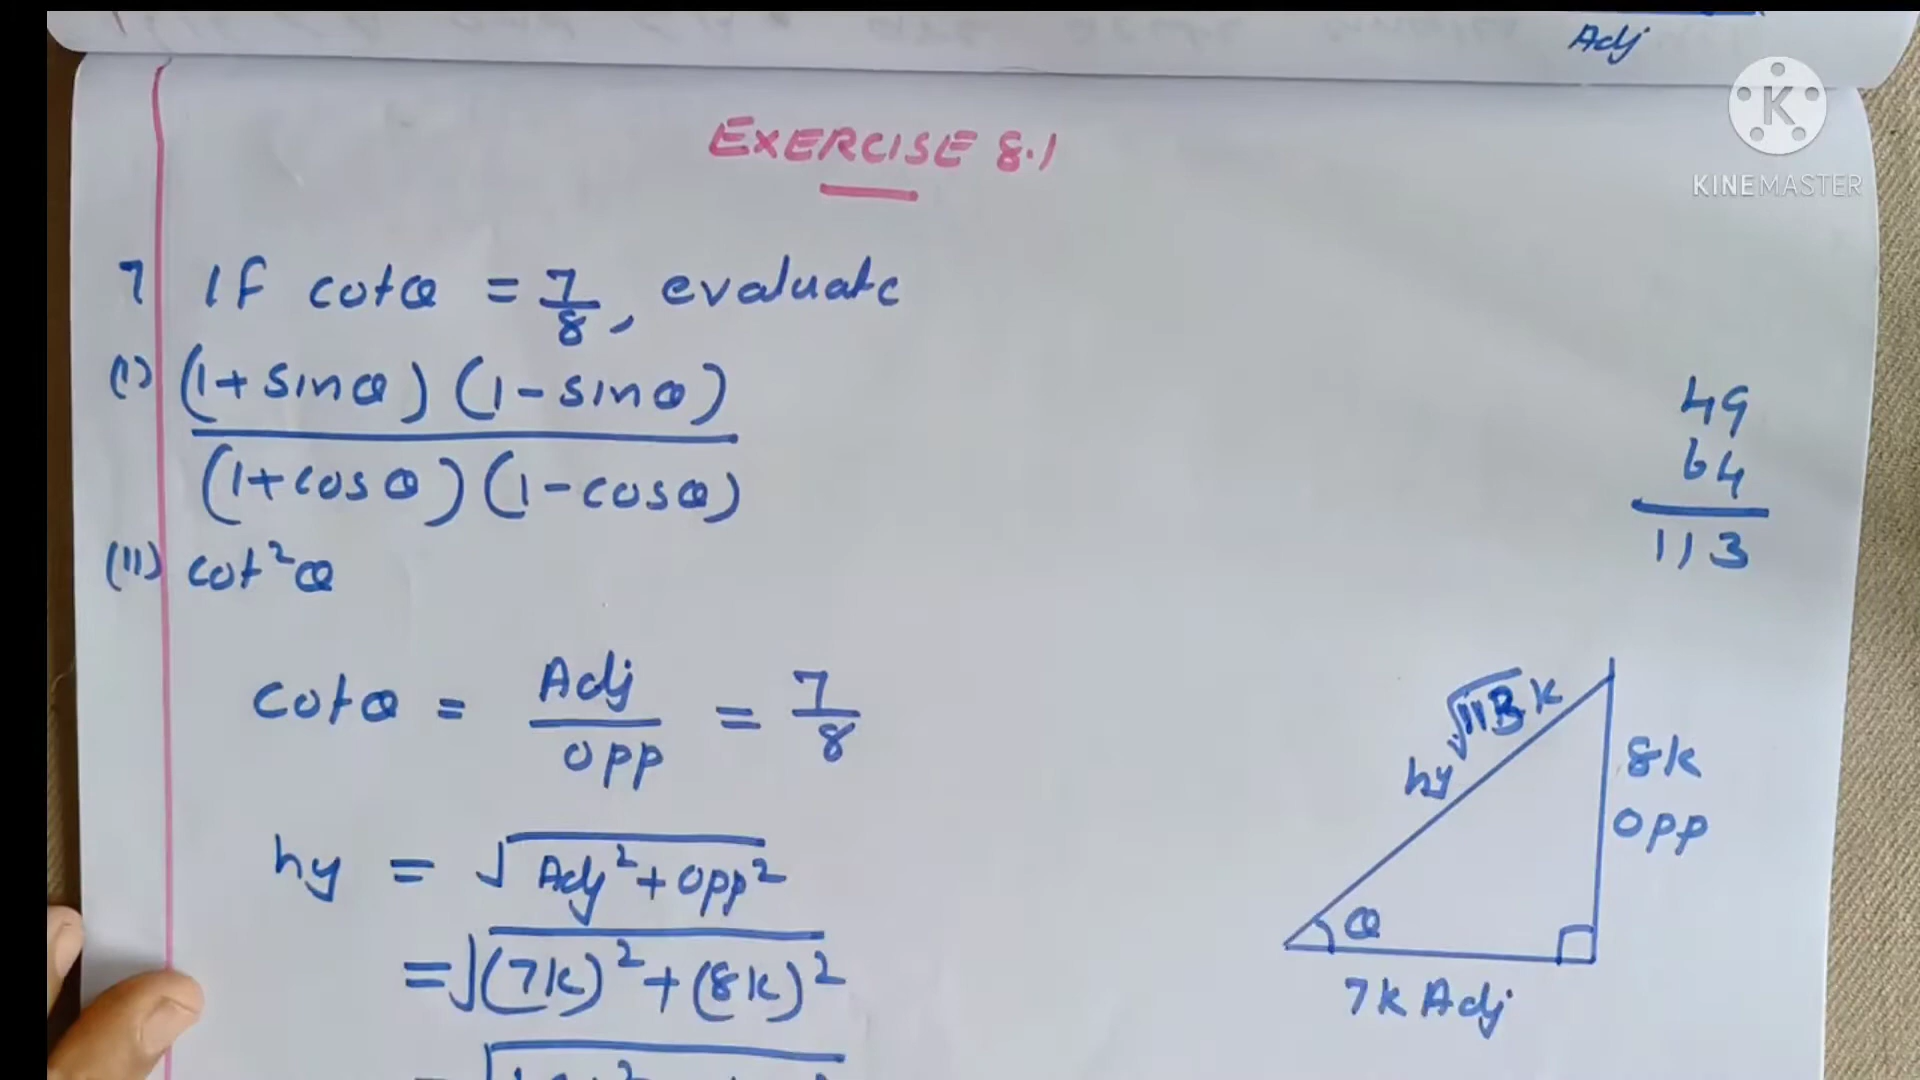 Adj
KINEMASTER
EXERCISE 8.1
7 If cotθ = 7/8, evaluate
(i) (1+sinθ) (1-sinθ)
(1+cosθ) (1-cosθ)
(ii) cot²θ
49
64
113
cotθ = Adj/opp = 7/8
hy = √Adj²+opp²
= √(7k)²+(8k)²
hy √113 k
8k
opp
θ
7k Adj